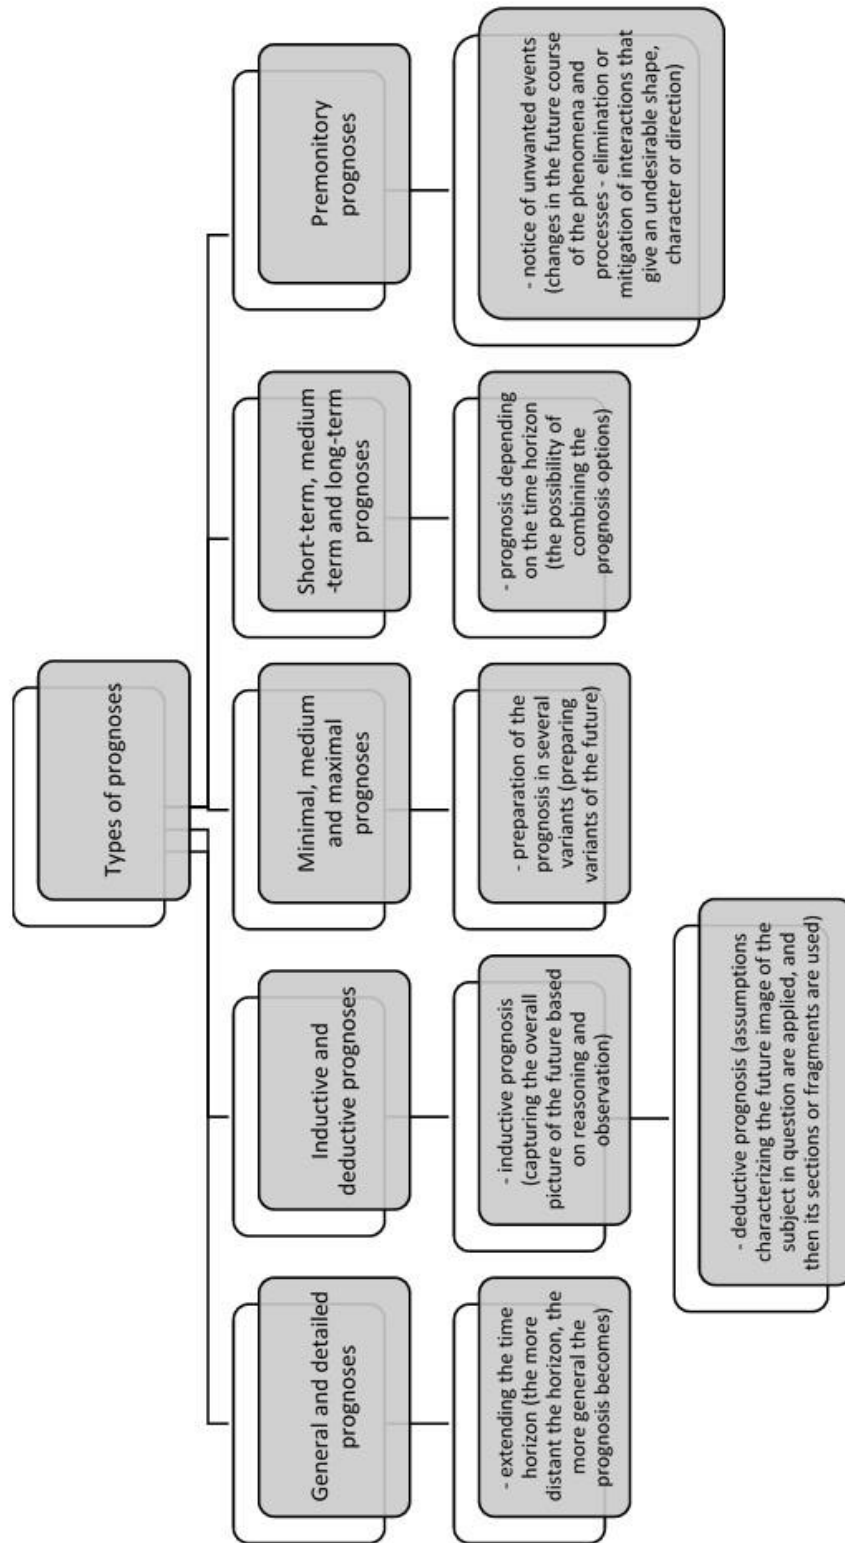 Types of prognoses
General and detailed
prognoses
Inductive and
deductive prognoses
Minimal, medium
and maximal
prognoses
Short-term, medium
-term and long-term
prognoses
Premonitory
prognoses
- extending the time
horizon (the more
distant the horizon, the
more general the
prognosis becomes)
- inductive prognosis
(capturing the overall
picture of the future based
on reasoning and
observation)
- preparation of the
prognosis in several
variants (preparing
variants of the future)
- prognosis depending
on the time horizon
(the possibility of
combining the
prognosis options)
- notice of unwanted events
(changes in the future course
of the phenomena and
processes - elimination or
mitigation of interactions that
give an undesirable shape,
character or direction)
- deductive prognosis (assumptions
characterizing the future image of the
subject in question are applied, and
then its sections or fragments are used)